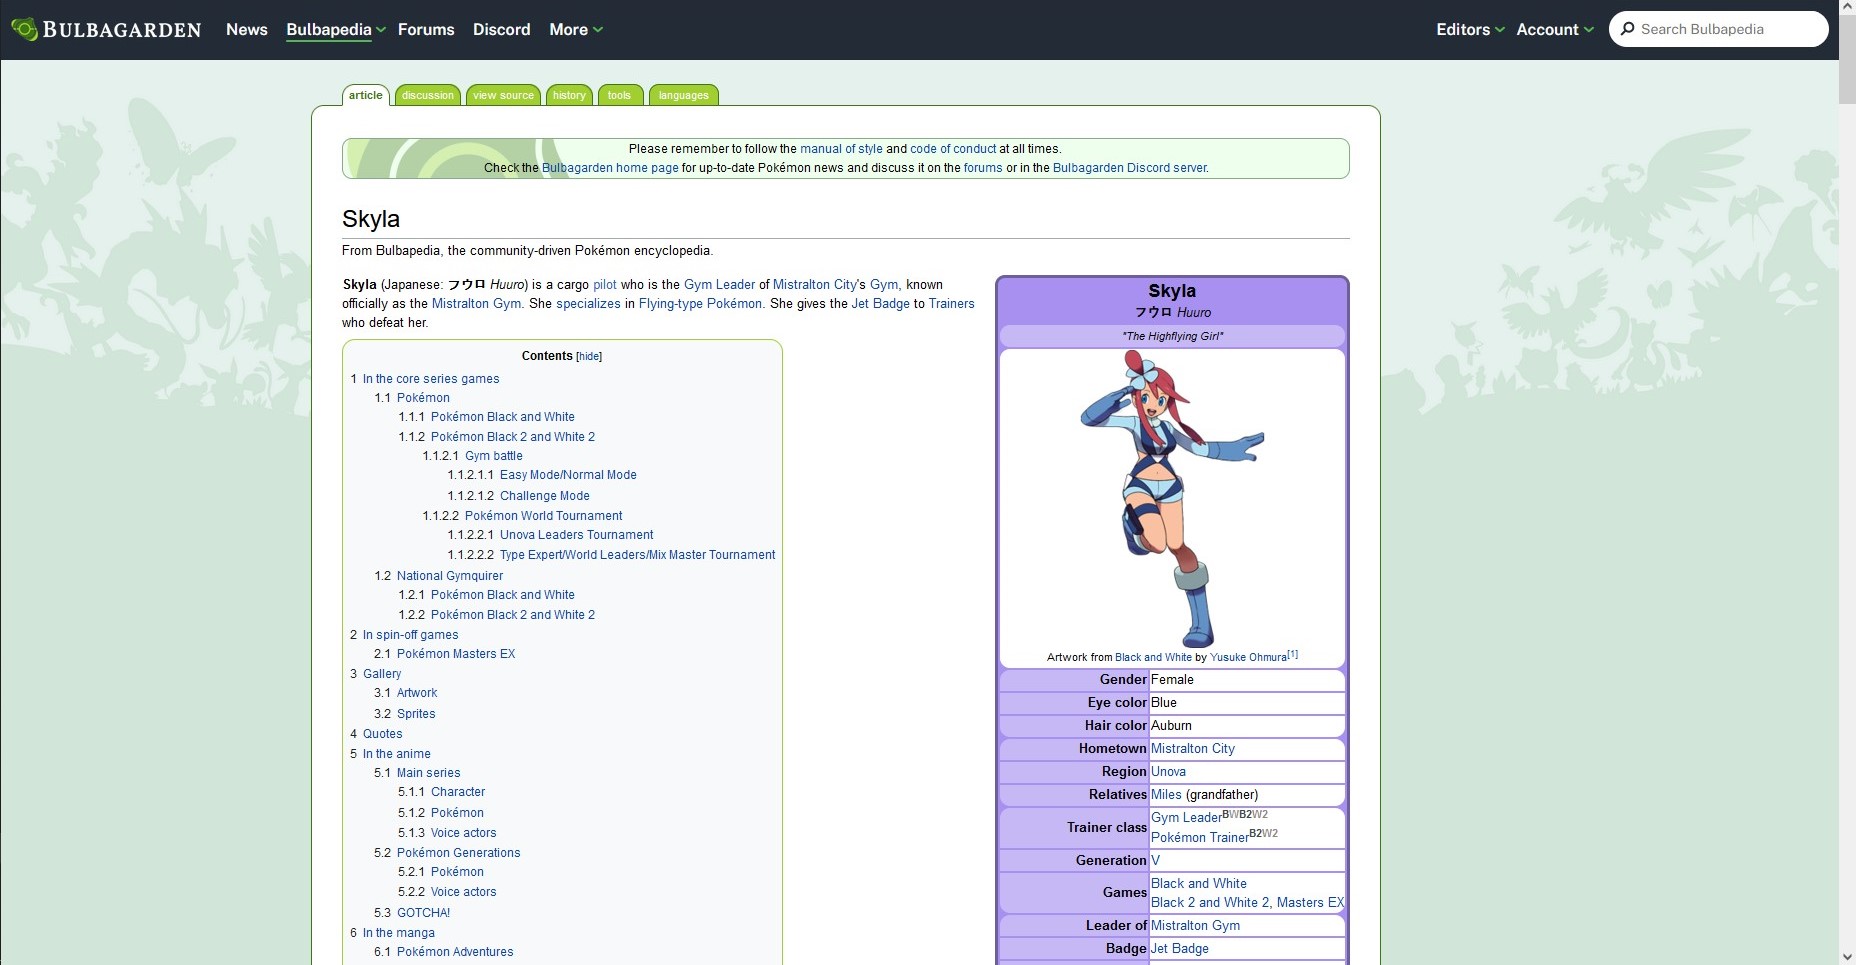 BULBAGARDEN News Bulbapedia Forums Discord More Editors Account Search Bulbapedia
article discussion view source history tools languages
Please remember to follow the manual of style and code of conduct at all times.
Check the Bulbagarden home page for up-to-date Pokémon news and discuss it on the forums or in the Bulbagarden Discord server.
Skyla
From Bulbapedia, the community-driven Pokémon encyclopedia.
Skyla (Japanese: フウロ Huuro) is a cargo pilot who is the Gym Leader of Mistralton City's Gym, known
officially as the Mistralton Gym. She specializes in Flying-type Pokémon. She gives the Jet Badge to Trainers
who defeat her.
Contents [hide]
1 In the core series games
1.1 Pokémon
1.1.1 Pokémon Black and White
1.1.2 Pokémon Black 2 and White 2
1.1.2.1 Gym battle
1.1.2.1.1 Easy Mode/Normal Mode
1.1.2.1.2 Challenge Mode
1.1.2.2 Pokémon World Tournament
1.1.2.2.1 Unova Leaders Tournament
1.1.2.2.2 Type Expert/World Leaders/Mix Master Tournament
1.2 National Gymquirer
1.2.1 Pokémon Black and White
1.2.2 Pokémon Black 2 and White 2
2 In spin-off games
2.1 Pokémon Masters EX
3 Gallery
3.1 Artwork
3.2 Sprites
4 Quotes
5 In the anime
5.1 Main series
5.1.1 Character
5.1.2 Pokémon
5.1.3 Voice actors
5.2 Pokémon Generations
5.2.1 Pokémon
5.2.2 Voice actors
5.3 GOTCHA!
6 In the manga
6.1 Pokémon Adventures
Skyla
フウロ Huuro
"The Highflying Girl"
Artwork from Black and White by Yusuke Ohmura[1]
Gender Female
Eye color Blue
Hair color Auburn
Hometown Mistralton City
Region Unova
Relatives Miles (grandfather)
Trainer class Gym LeaderBWB2W2
Pokémon TrainerB2W2
Generation V
Games Black and White
Black 2 and White 2, Masters EX
Leader of Mistralton Gym
Badge Jet Badge